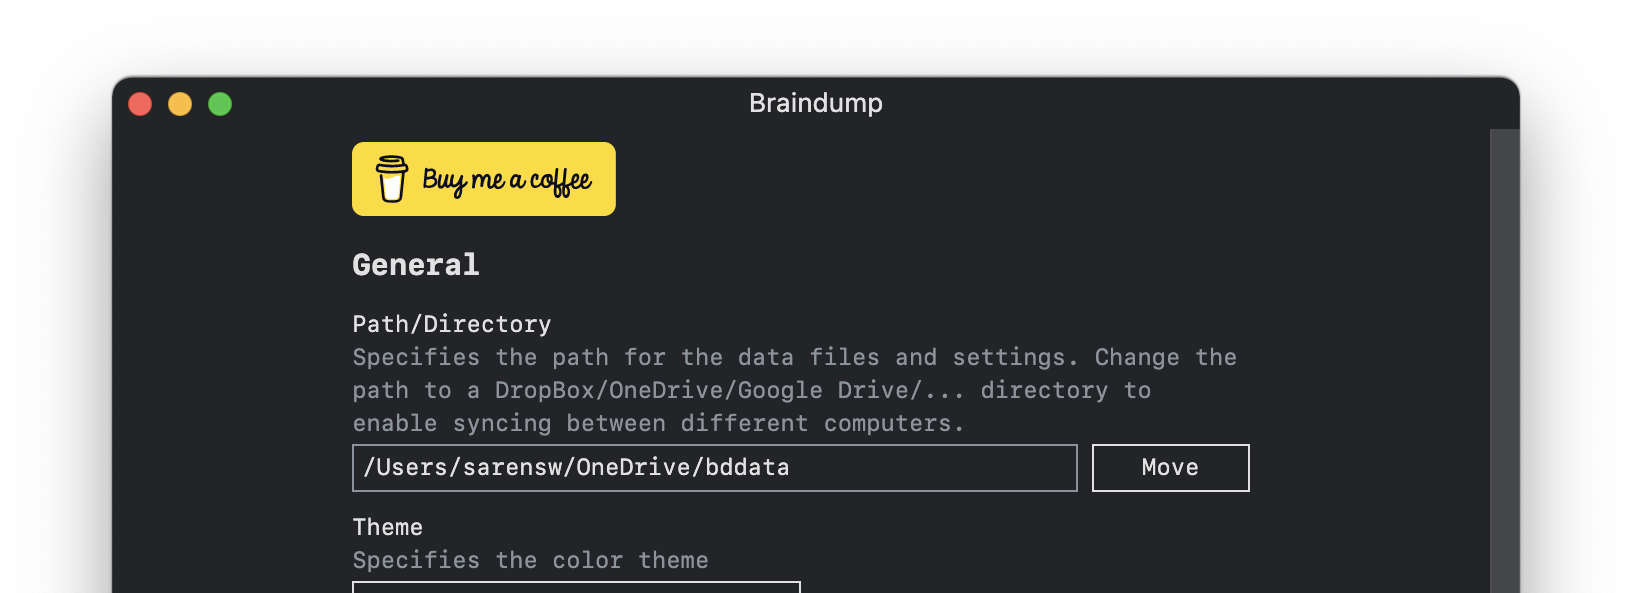 Braindump
Buy me a coffee
General
Path/Directory
Specifies the path for the data files and settings. Change the
path to a DropBox/OneDrive/Google Drive/... directory to
enable syncing between different computers.
/Users/sarensw/OneDrive/bddata
Move
Theme
Specifies the color theme